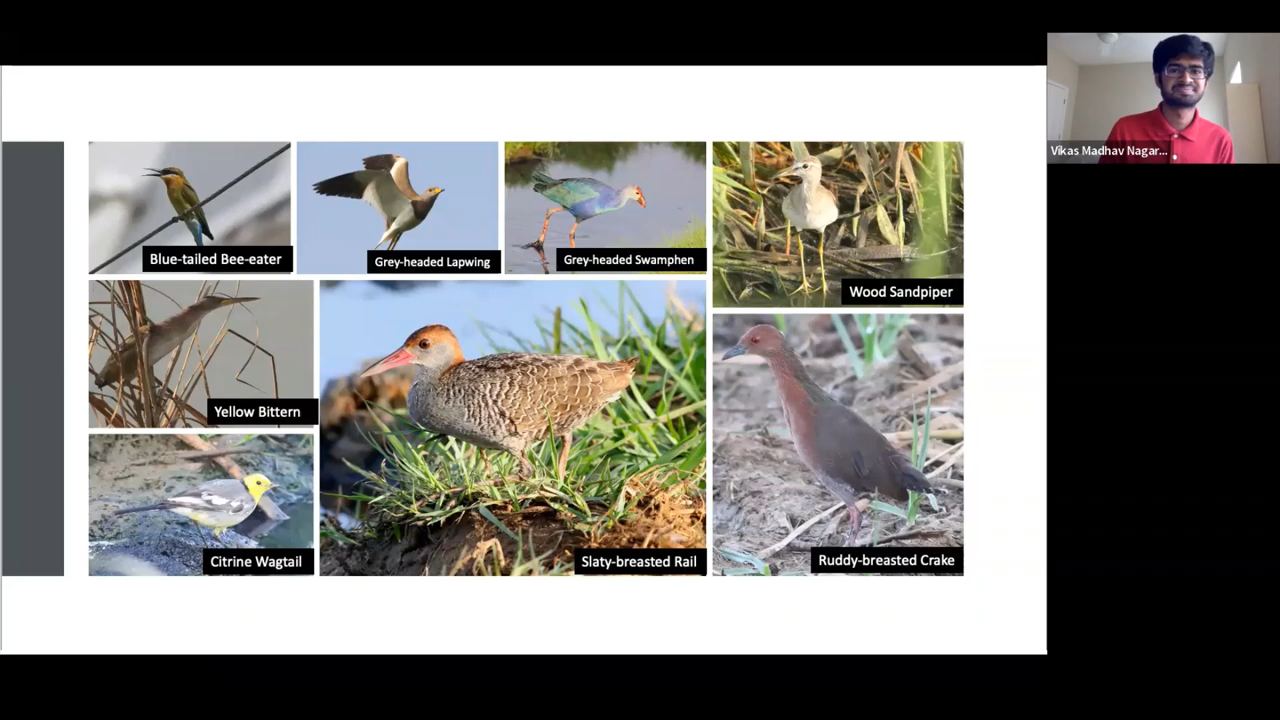 Vikas Madhav Nagar...
Blue-tailed Bee-eater
Grey-headed Lapwing
Grey-headed Swamphen
Wood Sandpiper
Yellow Bittern
Citrine Wagtail
Slaty-breasted Rail
Ruddy-breasted Crake